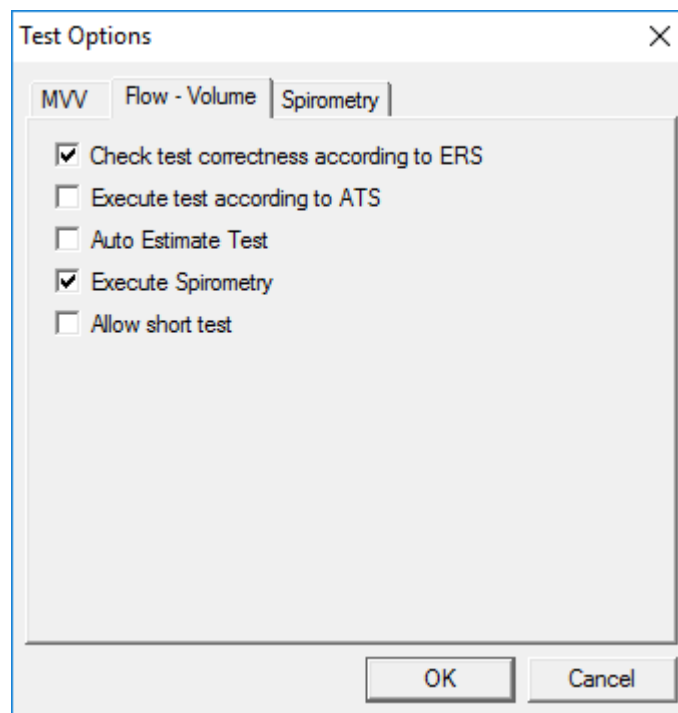 Test Options
MVV Flow - Volume Spirometry
Check test correctness according to ERS
Execute test according to ATS
Auto Estimate Test
Execute Spirometry
Allow short test
OK Cancel